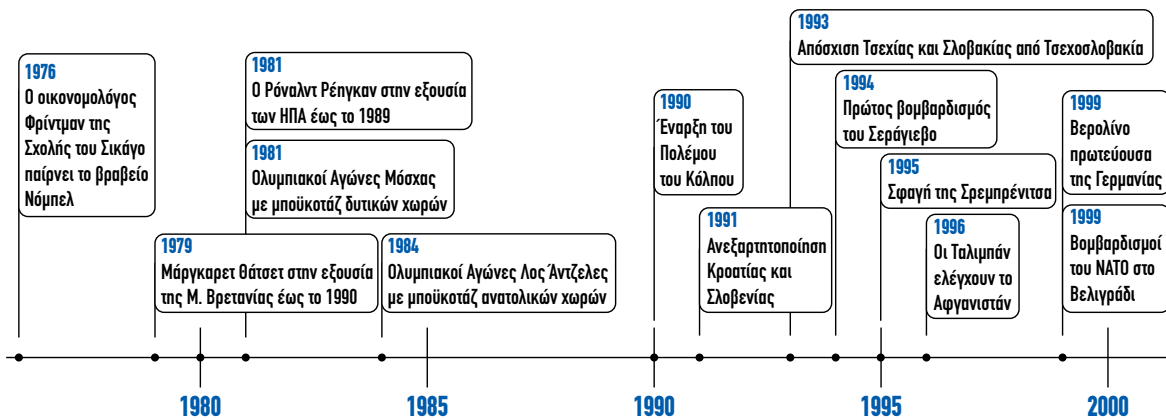 1976
Ο οικονομολόγος
Φρίντμαν της
Σχολής του Σικάγο
παίρνει το βραβείο
Νόμπελ
1979
Μάργκαρετ Θάτσετ στην εξουσία
της Μ. Βρετανίας έως το 1990
1981
Ο Ρόναλντ Ρέηγκαν στην εξουσία
των ΗΠΑ έως το 1989
1981
Ολυμπιακοί Αγώνες Μόσχας
με μποϋκοτάζ δυτικών χωρών
1984
Ολυμπιακοί Αγώνες Λος Άντζελες
με μποϋκοτάζ ανατολικών χωρών
1990
Έναρξη του
Πολέμου
του Κόλπου
1991
Ανεξαρτητοποίηση
Κροατίας και
Σλοβενίας
1993
Απόσχιση Τσεχίας και Σλοβακίας από Τσεχοσλοβακία
1994
Πρώτος βομβαρδισμός
του Σεράγιεβο
1995
Σφαγή της Σρεμπρένιτσα
1996
Οι Ταλιμπάν
ελέγχουν το
Αφγανιστάν
1999
Βερολίνο
πρωτεύουσα
της Γερμανίας
1999
Βομβαρδισμοί
του ΝΑΤΟ στο
Βελιγράδι
1980
1985
1990
1995
2000